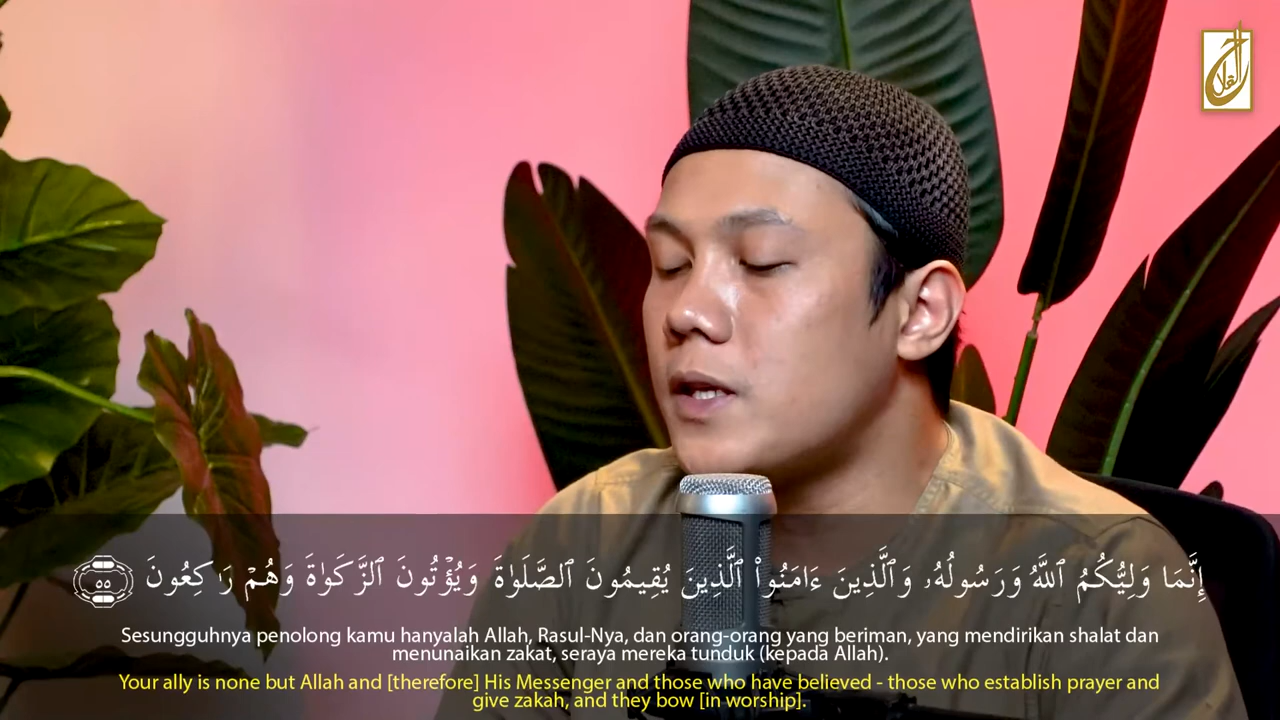 العلا
إِنَّمَا وَلِيُّكُمُ ٱللَّهُ وَرَسُولُهُۥ وَٱلَّذِينَ ءَامَنُوا۟ ٱلَّذِينَ يُقِيمُونَ ٱلصَّلَوٰةَ وَيُؤْتُونَ ٱلزَّكَوٰةَ وَهُمْ رَٰكِعُونَ ٥٥
Sesungguhnya penolong kamu hanyalah Allah, Rasul-Nya, dan orang-orang yang beriman, yang mendirikan shalat dan
menunaikan zakat, seraya mereka tunduk (kepada Allah).
Your ally is none but Allah and [therefore] His Messenger and those who have believed - those who establish prayer and
give zakah, and they bow [in worship].